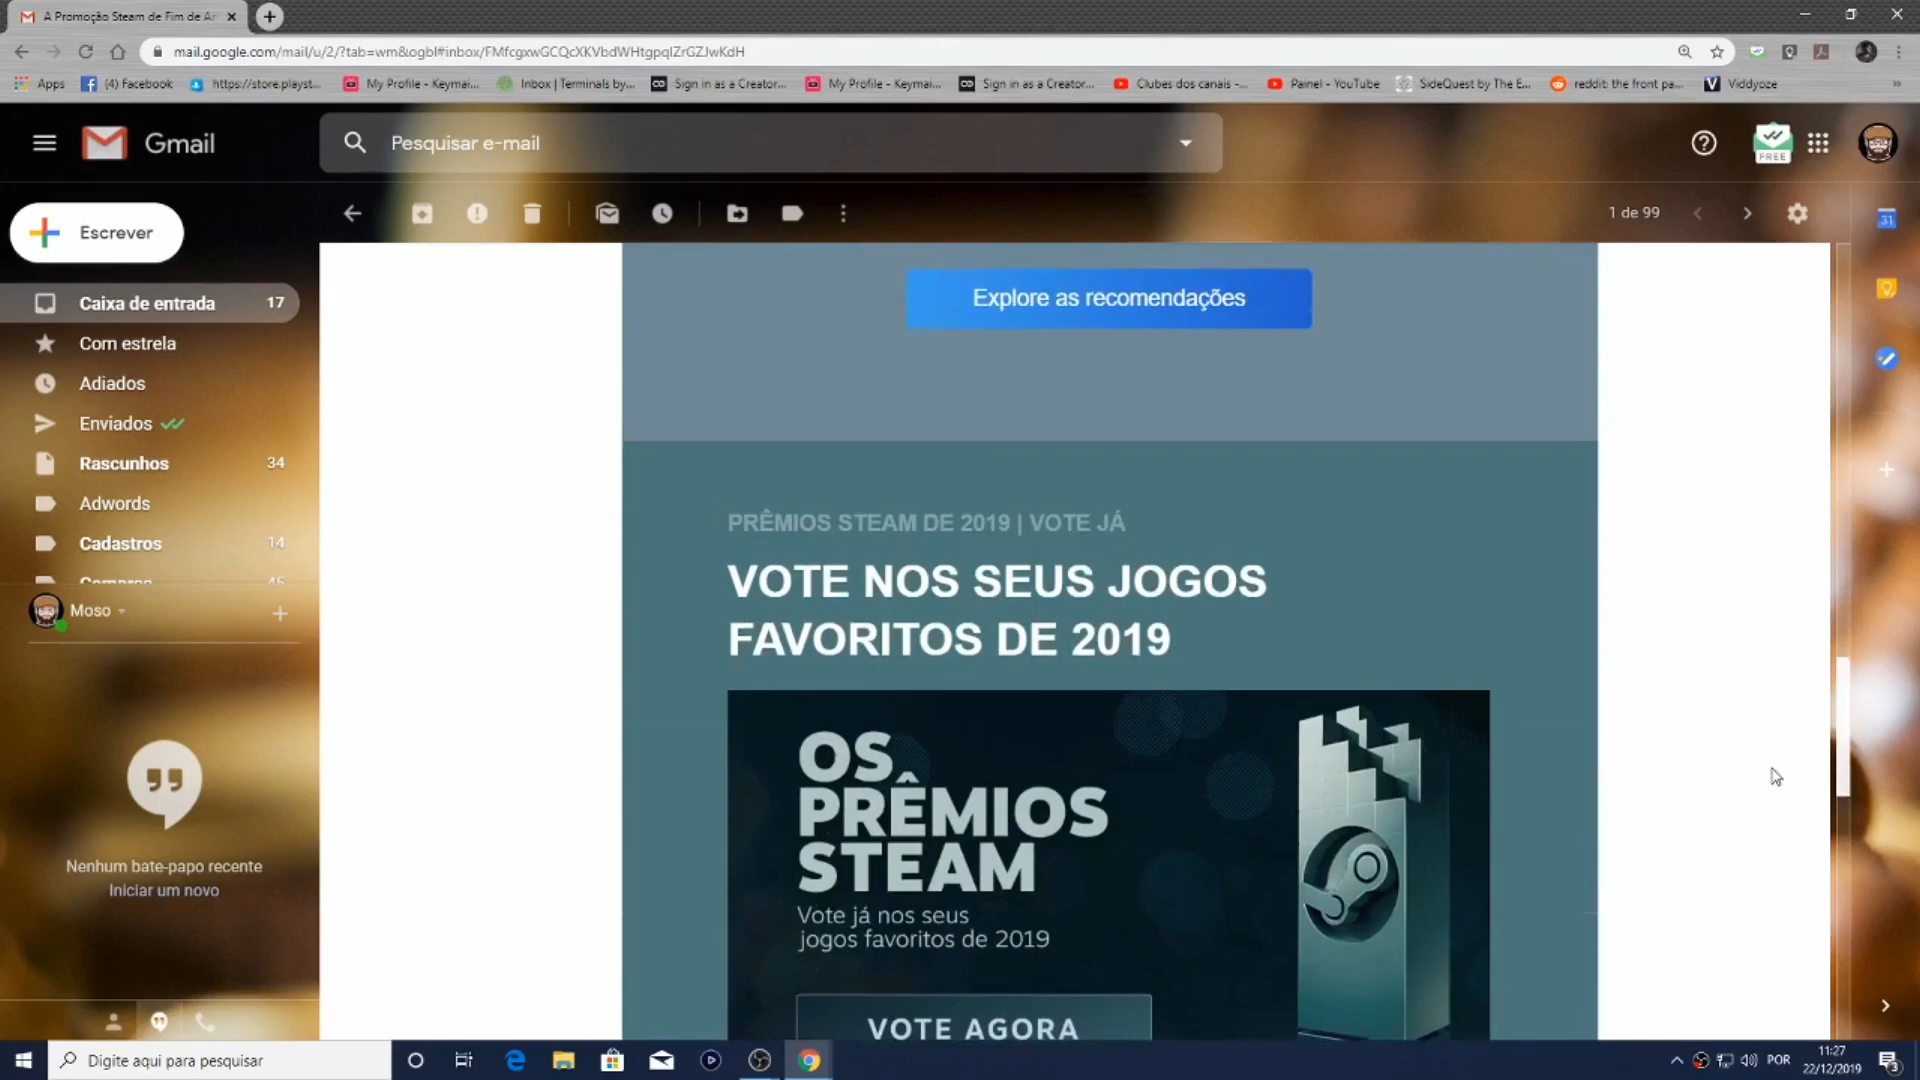 A Promoção Steam de Fim de
mail.google.com/mail/u/2/?tab=wm&ogbl#inbox/FMfcgxwGCQcXKVbdWHtgpqlZrGZJwKdH
Apps
(4) Facebook
https://store.playst...
My Profile - Keymai...
Inbox | Terminals by...
Sign in as a Creator...
My Profile - Keymai...
Sign in as a Creator...
Clubes dos canais -...
Painel - YouTube
SideQuest by The E...
reddit: the front pa...
Viddyoze
Gmail
Pesquisar e-mail
FREE
Escrever
1 de 99
31
Caixa de entrada 17
Com estrela
Adiados
Enviados
Rascunhos 34
Adwords
Cadastros 14
Moso
Nenhum bate-papo recente
Iniciar um novo
Explore as recomendações
PRÊMIOS STEAM DE 2019 | VOTE JÁ
VOTE NOS SEUS JOGOS
FAVORITOS DE 2019
OS
PRÊMIOS
STEAM
Vote já nos seus
jogos favoritos de 2019
VOTE AGORA
Digite aqui para pesquisar
POR
11:27
22/12/2019
3